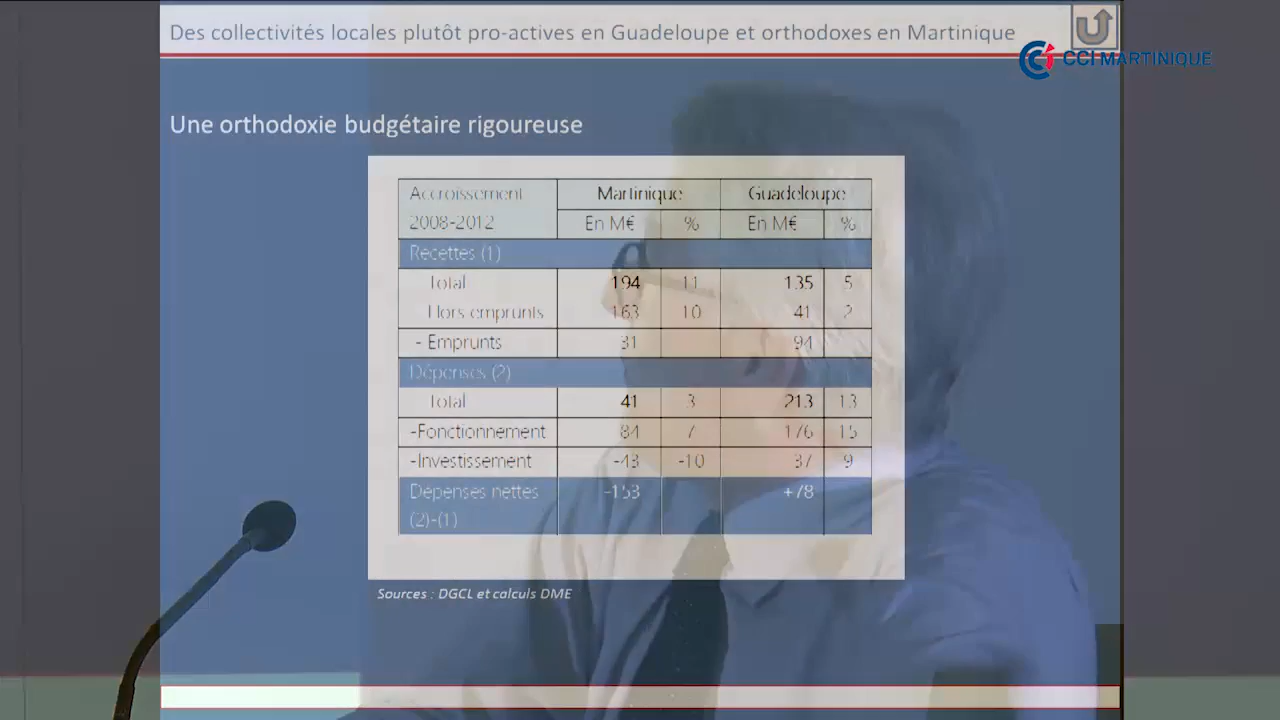 Des collectivités locales plutôt pro-actives en Guadeloupe et orthodoxes en Martinique
CCI MARTINIQUE
Une orthodoxie budgétaire rigoureuse
Accroissement 2008-2012 Martinique Guadeloupe
En M€ % En M€ %
Recettes (1)
Total 194 11 135 5
Hors emprunts 163 10 41 2
- Emprunts 31 94
Dépenses (2)
Total 41 3 213 13
-Fonctionnement 84 7 176 15
-Investissement -43 -10 37 9
Dépenses nettes (2)-(1) -153 +78
Sources : DGCL et calculs DME